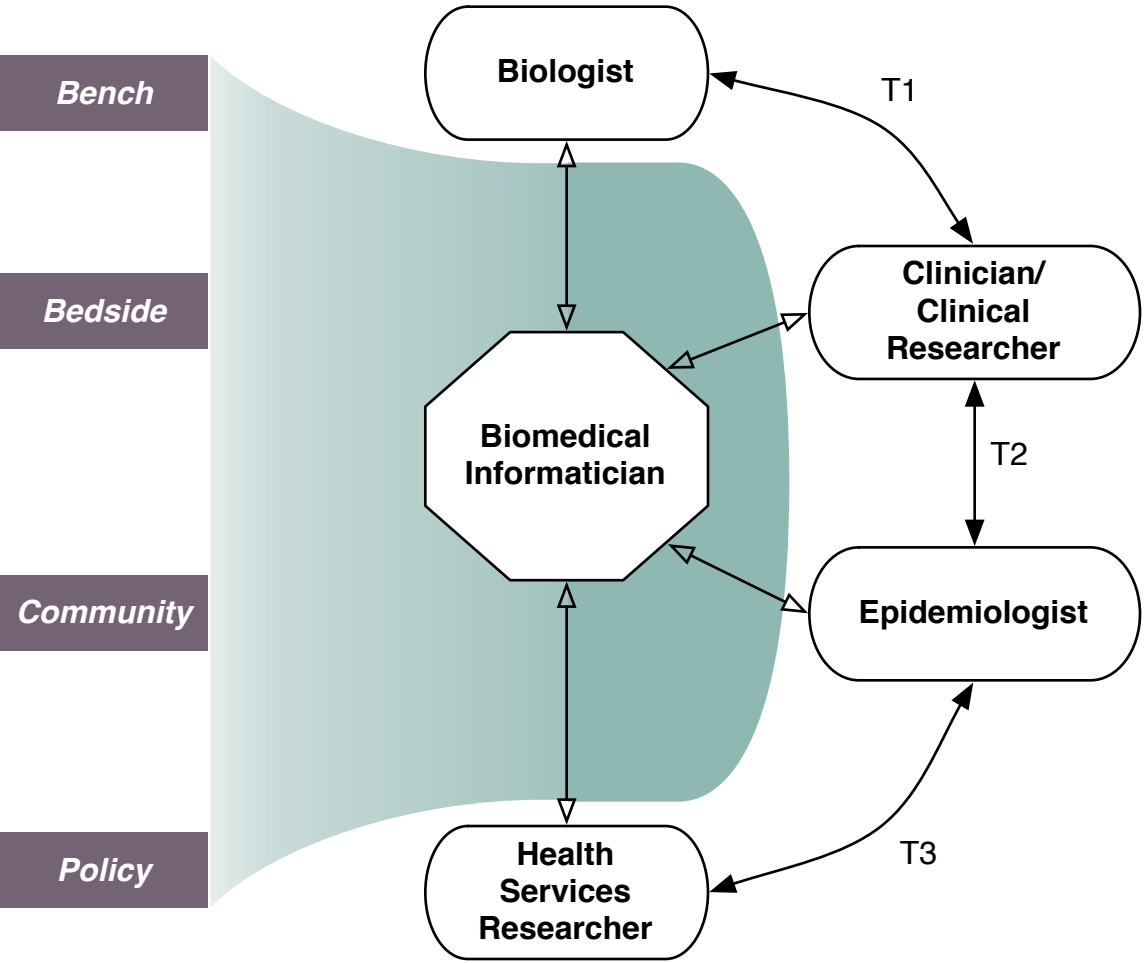 Bench
Biologist
T1
Bedside
Clinician/
Clinical
Researcher
Biomedical
Informatician
T2
Community
Epidemiologist
Policy
Health
Services
Researcher
T3